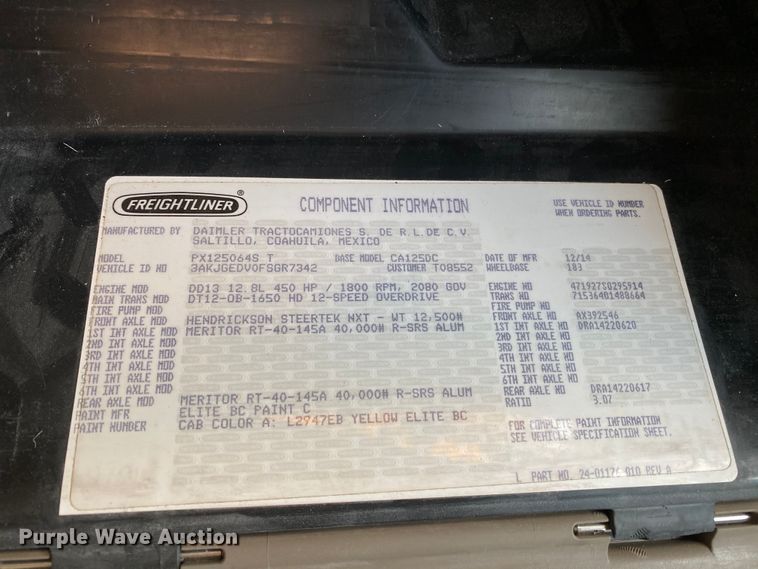 FREIGHTLINER ®
COMPONENT INFORMATION
USE VEHICLE ID NUMBER
WHEN ORDERING PARTS.
MANUFACTURED BY DAIMLER TRACTOCAMIONES S. DE R.L.DE C.V.
SALTILLO, COAHUILA, MEXICO
MODEL PX125064S T BASE MODEL CA125DC DATE OF MFR 12/14
VEHICLE ID NO 3AKJGEDV0FSGR7342 CUSTOMER T08552 WHEELBASE 183
ENGINE MOD DD13 12.8L 450 HP / 1800 RPM, 2080 GOV ENGINE NO 471927S0295914
MAIN TRANS MOD DT12-OB-1650 HD 12-SPEED OVERDRIVE TRANS NO 71536401488664
FIRE PUMP MOD FIRE PUMP NO
FRONT AXLE MOD HENDRICKSON STEERTEK NXT - WT 12,500# FRONT AXLE NO AX392546
1ST INT AXLE MOD MERITOR RT-40-145A 40,000# R-SRS ALUM 1ST INT AXLE NO DRA14220620
2ND INT AXLE MOD 2ND INT AXLE NO
3RD INT AXLE MOD 3RD INT AXLE NO
4TH INT AXLE MOD 4TH INT AXLE NO
5TH INT AXLE MOD 5TH INT AXLE NO
6TH INT AXLE MOD 6TH INT AXLE NO
REAR AXLE MOD MERITOR RT-40-145A 40,000# R-SRS ALUM REAR AXLE NO DRA14220617
PAINT MFR ELITE BC PAINT C RATIO 3.07
PAINT NUMBER CAB COLOR A: L2947EB YELLOW ELITE BC
FOR COMPLETE PAINT INFORMATION
SEE VEHICLE SPECIFICATION SHEET.
L PART NO. 24-01176 010 REV A
Purple Wave Auction